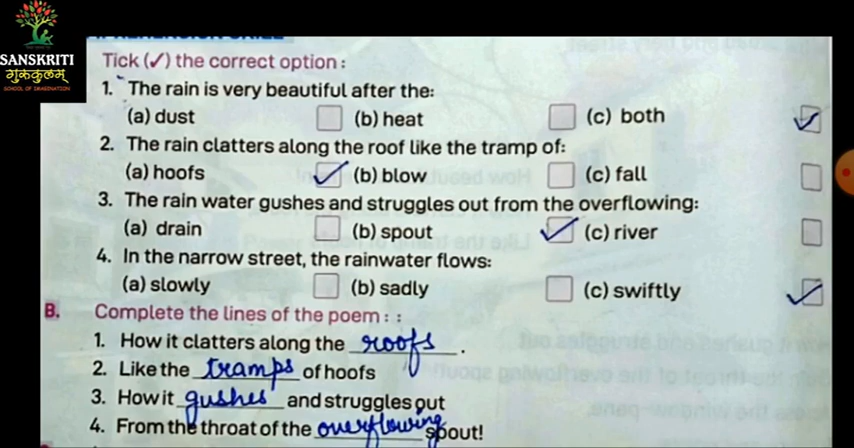 SANSKRITI
गुरुकुलम्
SCHOOL OF IMAGINATION
Tick (✓) the correct option :
1. The rain is very beautiful after the:
(a) dust (b) heat (c) both ✓
2. The rain clatters along the roof like the tramp of:
(a) hoofs ✓ (b) blow (c) fall
3. The rain water gushes and struggles out from the overflowing:
(a) drain (b) spout ✓ (c) river
4. In the narrow street, the rainwater flows:
(a) slowly (b) sadly (c) swiftly ✓
B. Complete the lines of the poem : :
1. How it clatters along the roofs.
2. Like the tramps of hoofs
3. How it gushes and struggles out
4. From the throat of the overflowing spout!